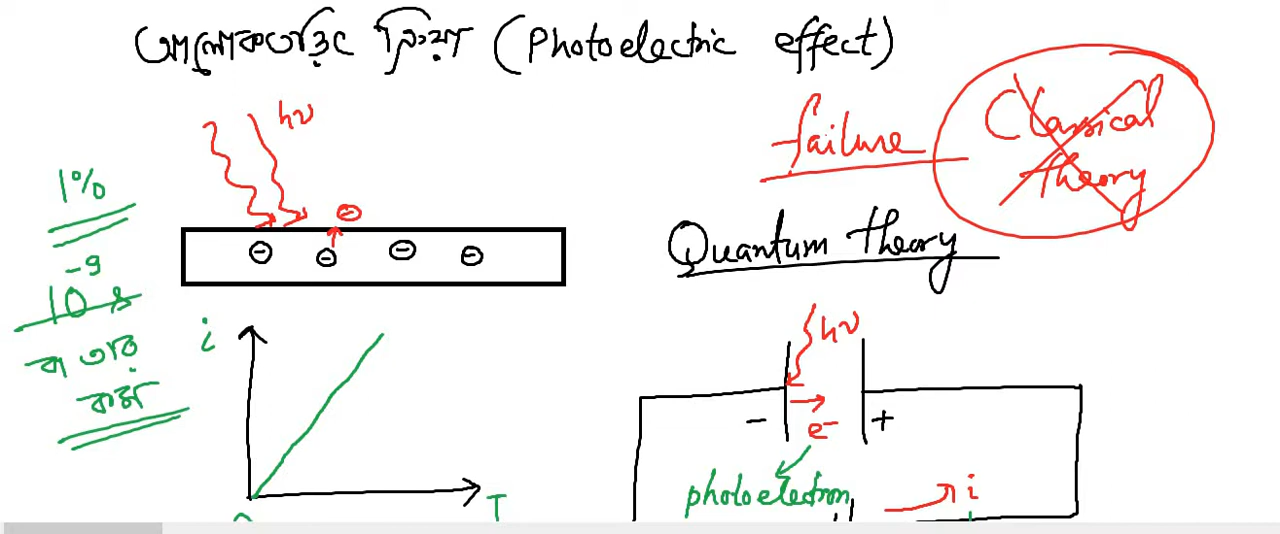 আলোকতড়িৎ ক্রিয়া (Photoelectric effect)
hν
failure
Classical theory
1%
10⁻⁹ s
বা তার
কম
Quantum theory
i
T
hν
- e⁻ +
photoelectron
i